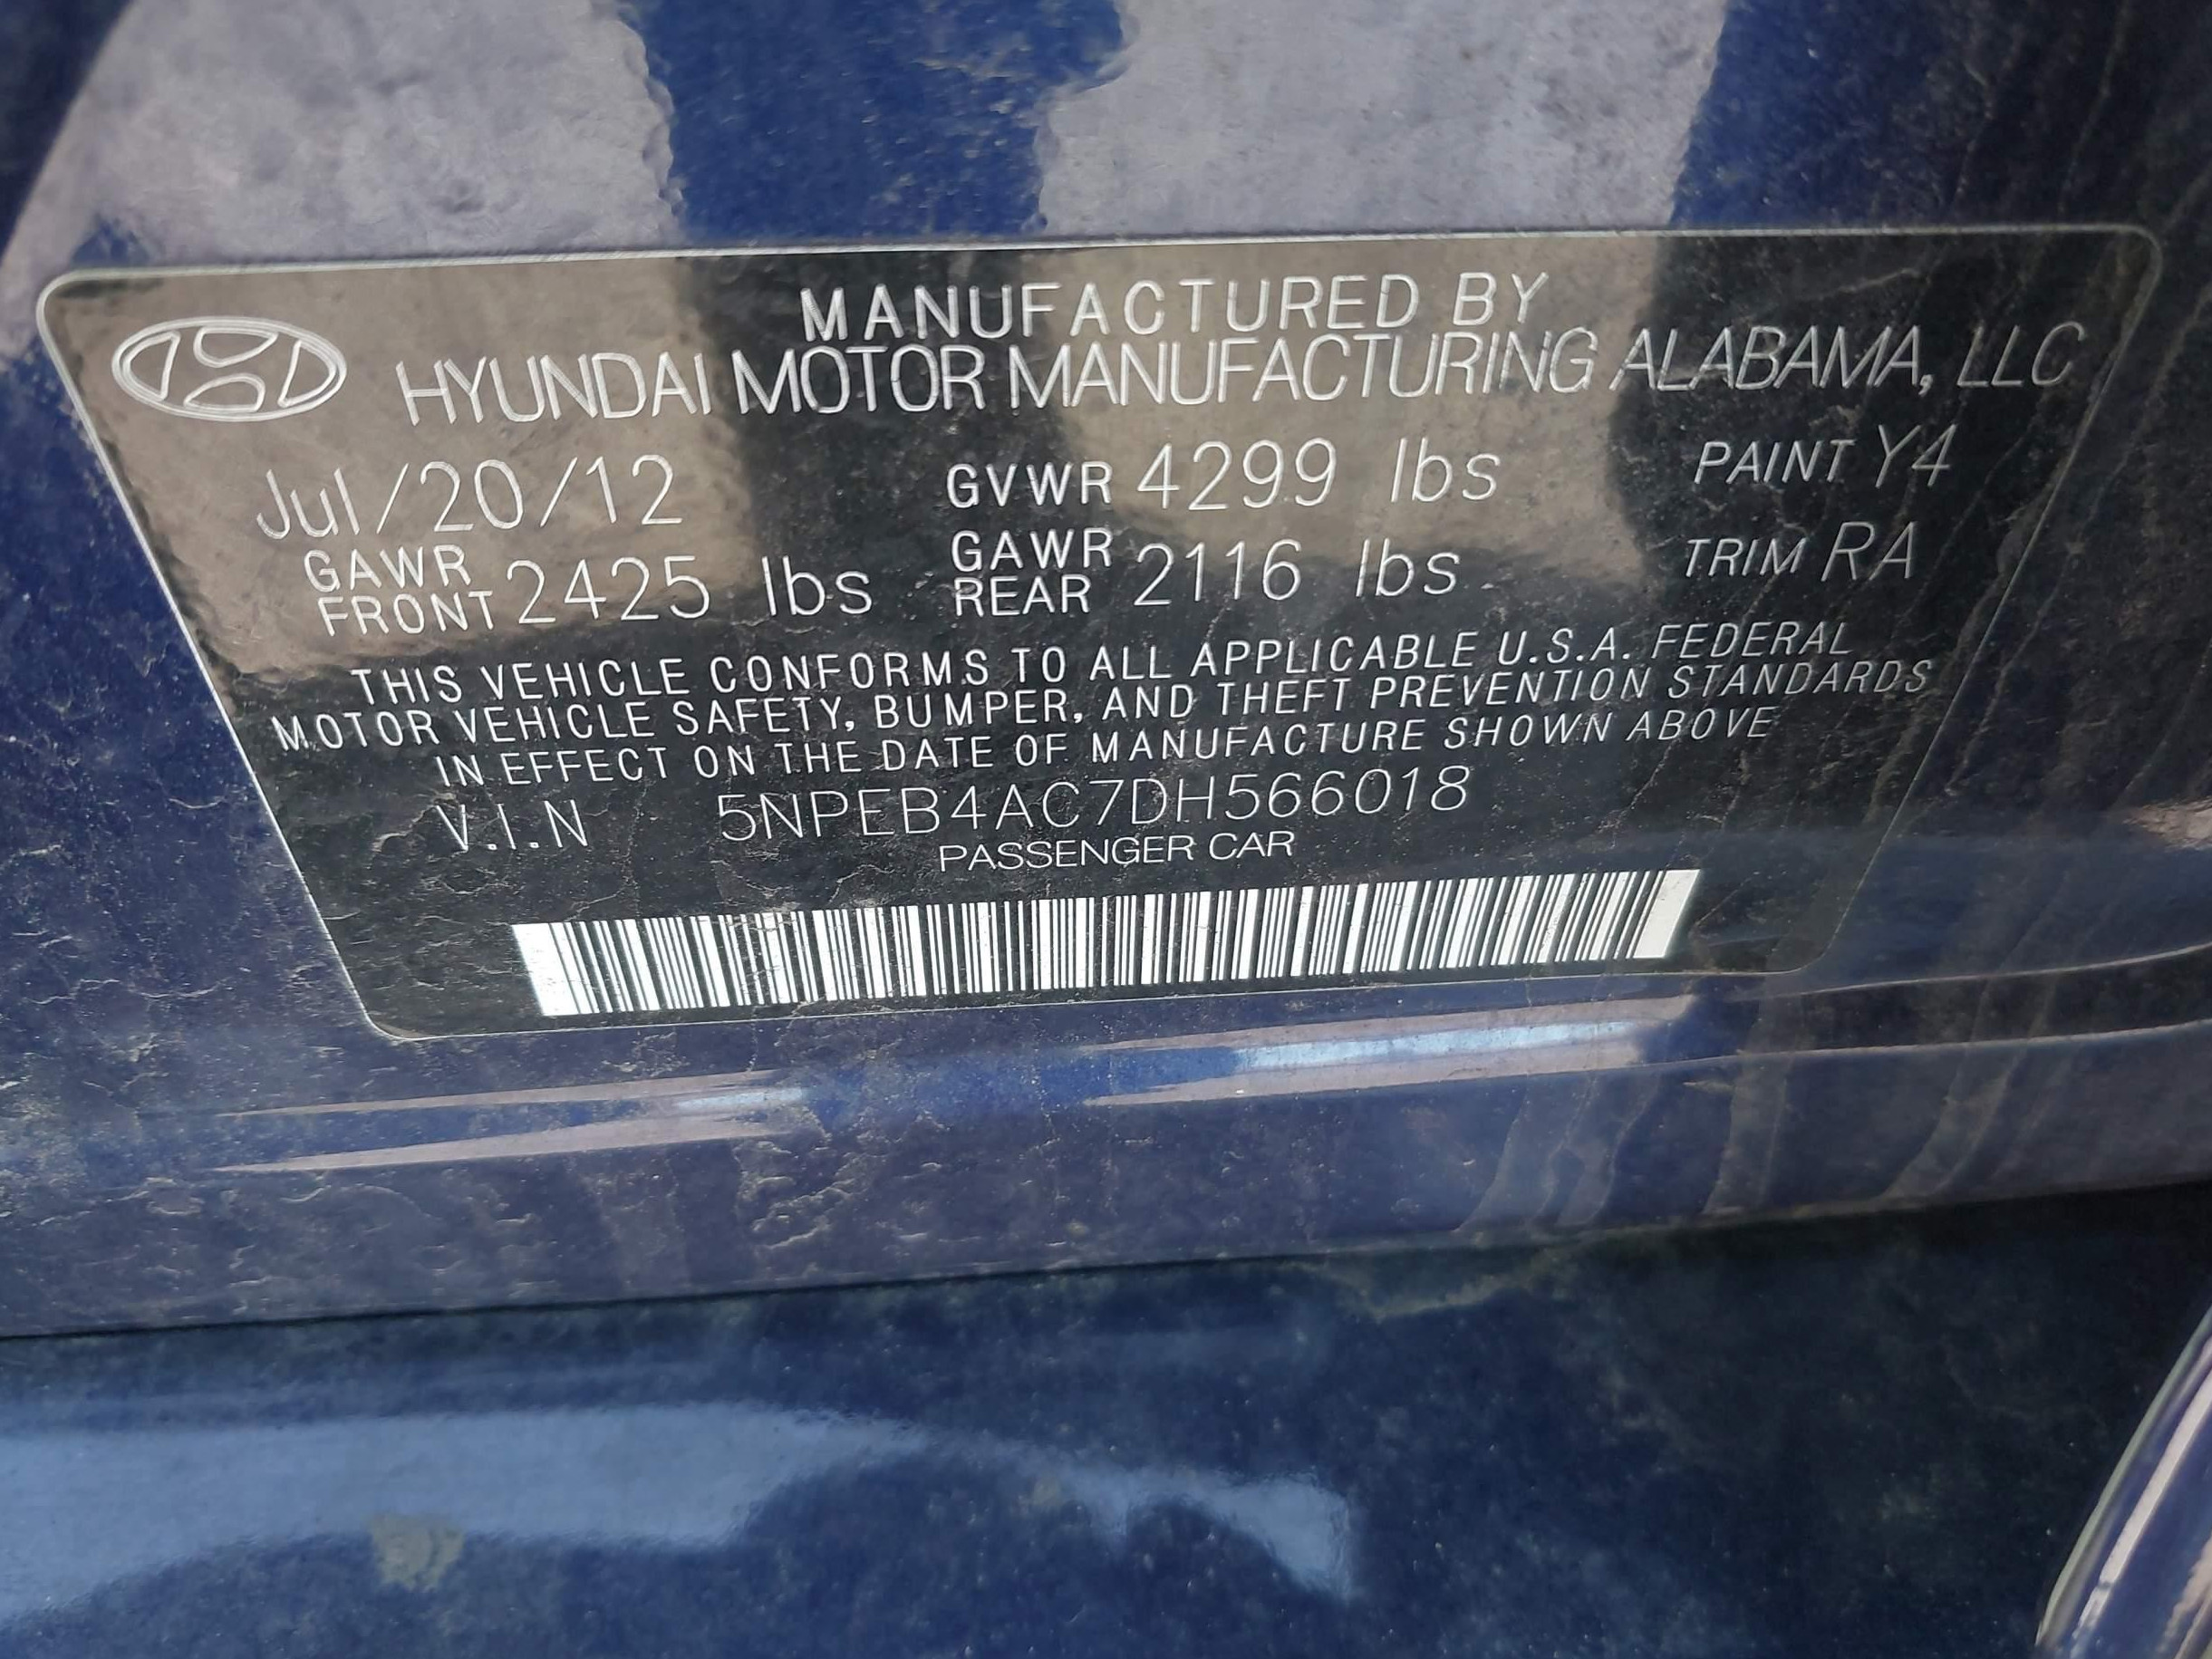 MANUFACTURED BY
HYUNDAI MOTOR MANUFACTURING ALABAMA, LLC
Jul/20/12 GVWR 4299 lbs PAINT Y4
GAWR FRONT 2425 lbs GAWR REAR 2116 lbs TRIM RA
THIS VEHICLE CONFORMS TO ALL APPLICABLE U.S.A. FEDERAL
MOTOR VEHICLE SAFETY, BUMPER, AND THEFT PREVENTION STANDARDS
IN EFFECT ON THE DATE OF MANUFACTURE SHOWN ABOVE
V.I.N 5NPEB4AC7DH566018
PASSENGER CAR